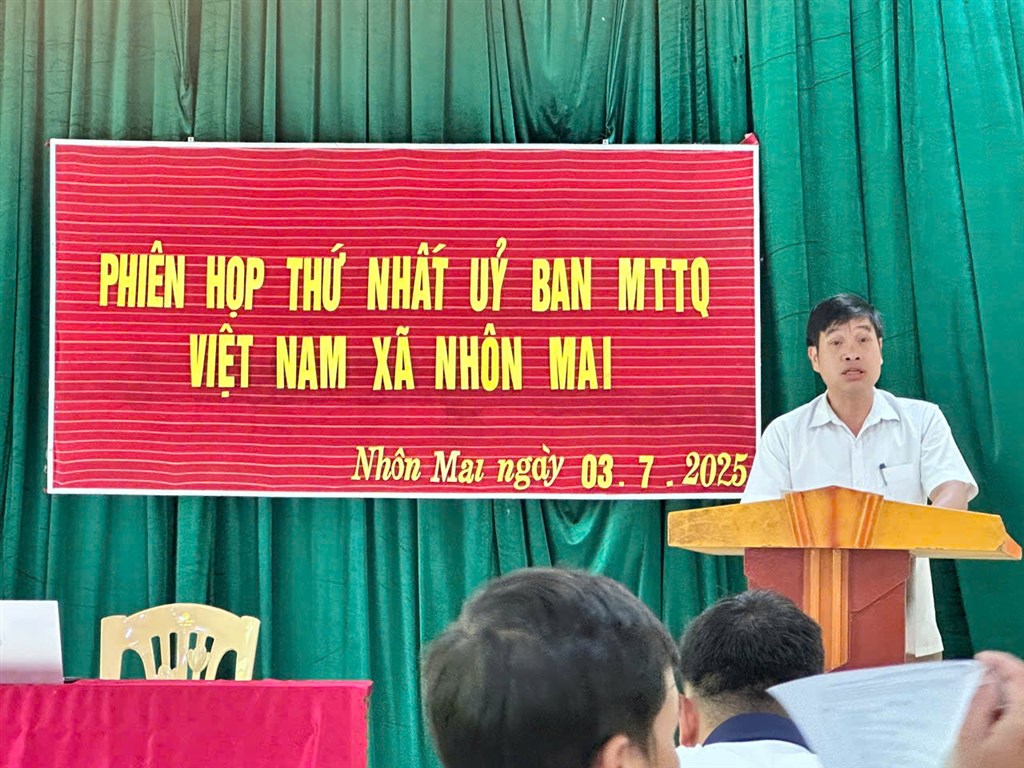 PHIÊN HỌP THỨ NHẤT UỶ BAN MTTQ
VIỆT NAM XÃ NHÔN MAI
Nhôn Mai ngày 03.7.2025